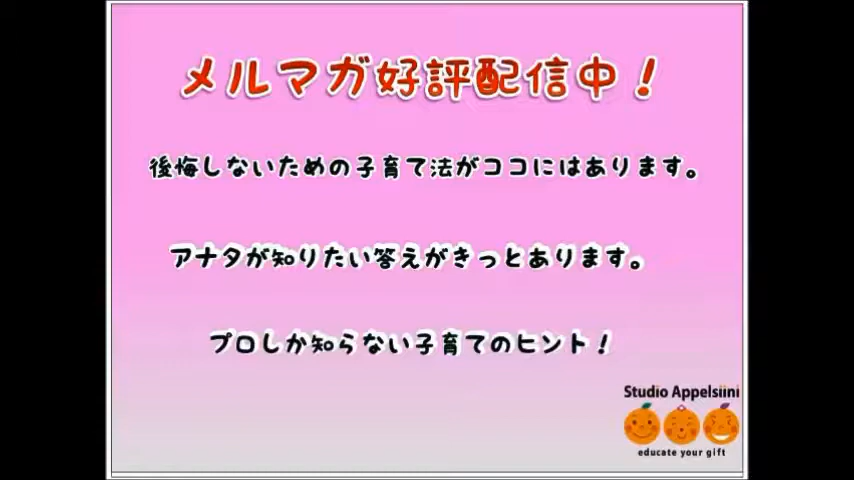 メルマガ好評配信中！
後悔しないための子育て法がココにはあります。
アナタが知りたい答えがきっとあります。
プロしか知らない子育てのヒント！
Studio Appelsiini
educate your gift